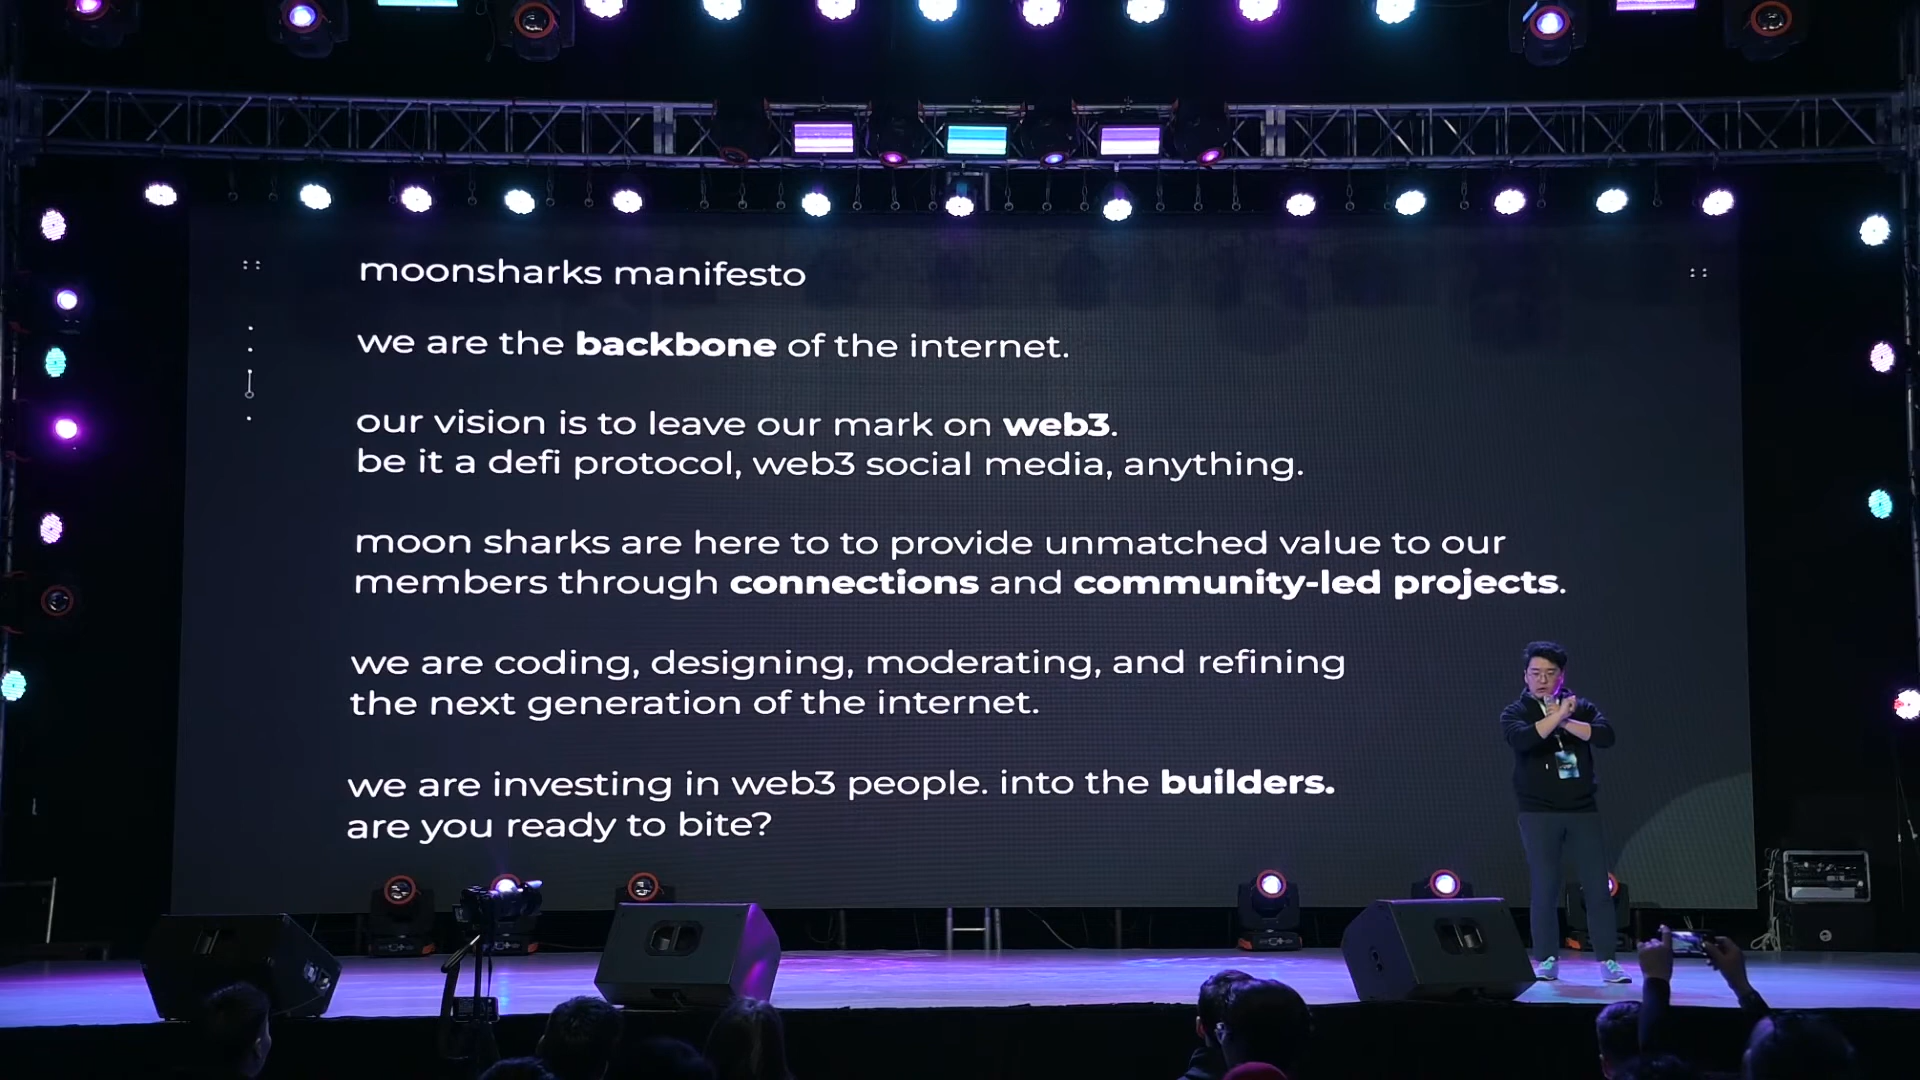 moonsharks manifesto
we are the backbone of the internet.
our vision is to leave our mark on web3.
be it a defi protocol, web3 social media, anything.
moon sharks are here to to provide unmatched value to our
members through connections and community-led projects.
we are coding, designing, moderating, and refining
the next generation of the internet.
we are investing in web3 people. into the builders.
are you ready to bite?